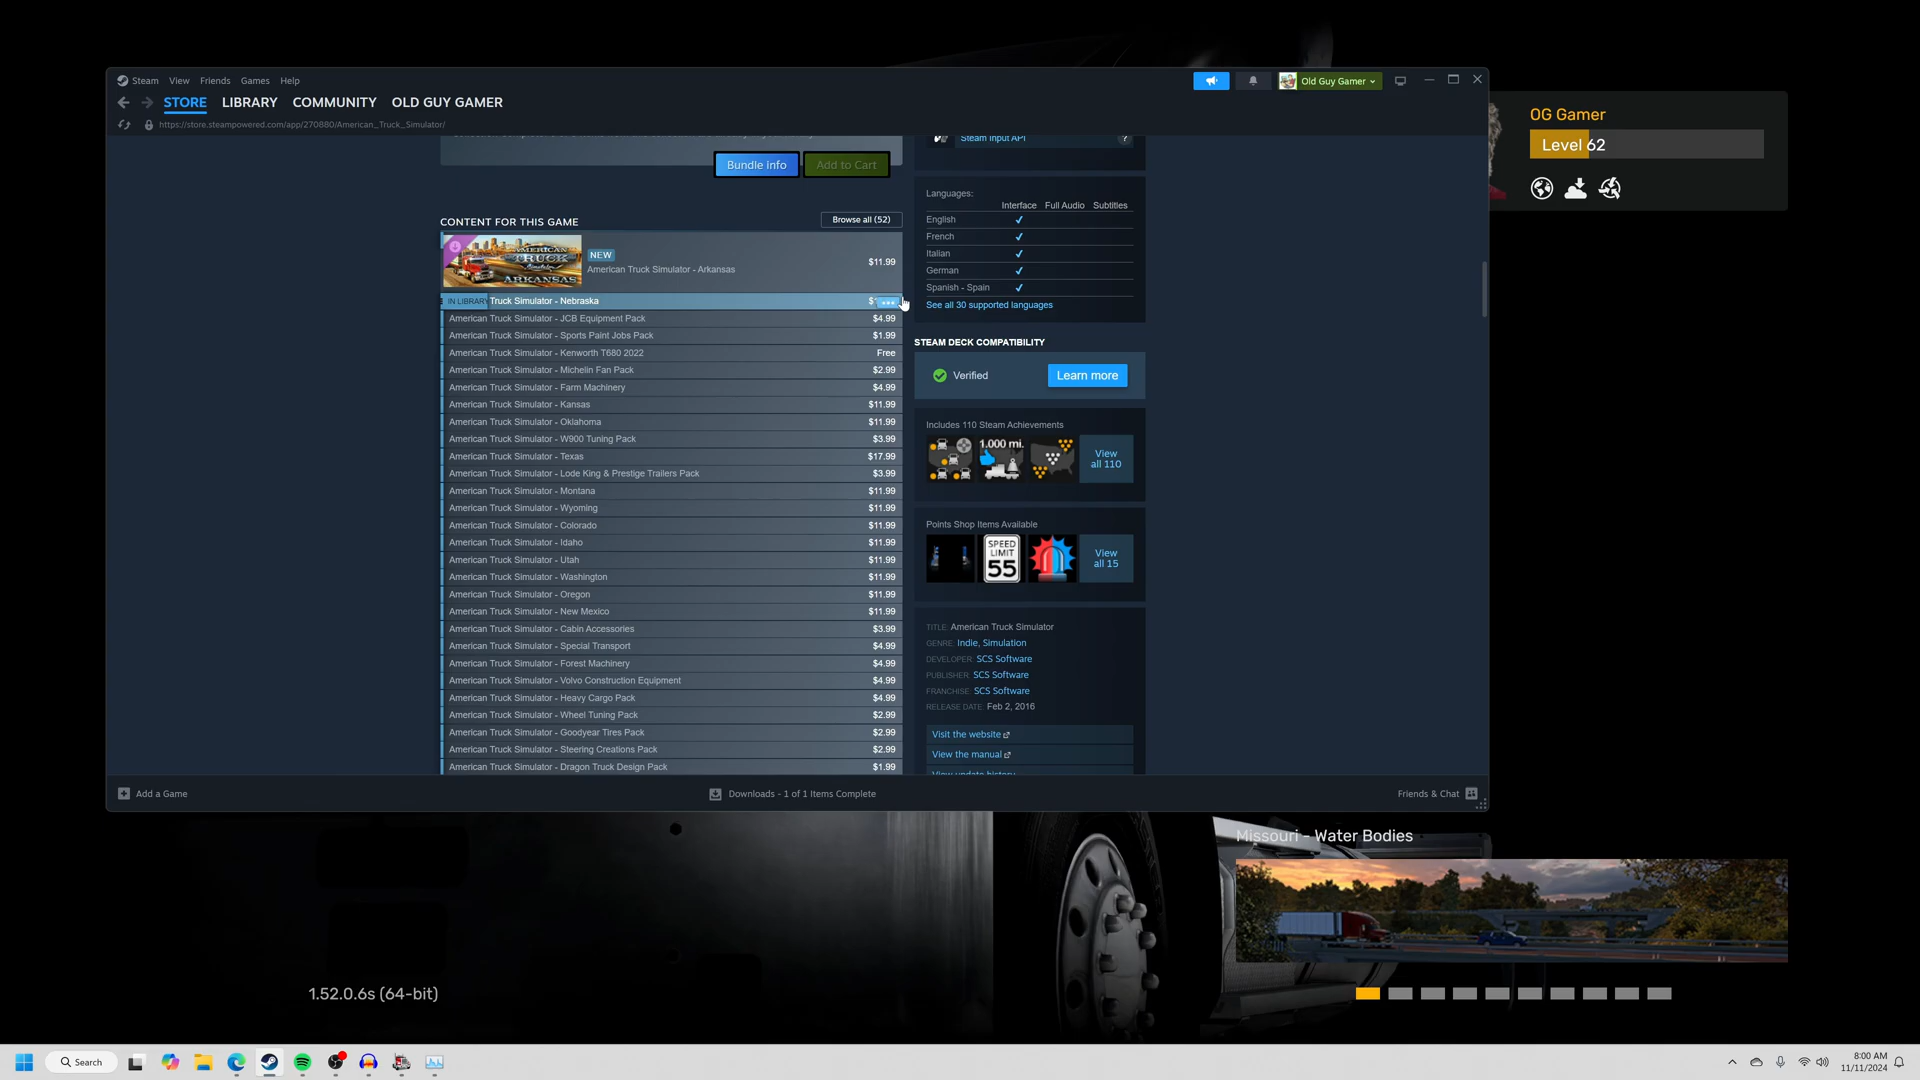 Steam View Friends Games Help
Old Guy Gamer
STORE LIBRARY COMMUNITY OLD GUY GAMER
https://store.steampowered.com/app/270880/American_Truck_Simulator/
Bundle info Add to Cart
CONTENT FOR THIS GAME Browse all (52)
AMERICAN TRUCK Simulator ARKANSAS
NEW
American Truck Simulator - Arkansas $11.99
IN LIBRARY Truck Simulator - Nebraska
American Truck Simulator - JCB Equipment Pack $4.99
American Truck Simulator - Sports Paint Jobs Pack $1.99
American Truck Simulator - Kenworth T680 2022 Free
American Truck Simulator - Michelin Fan Pack $2.99
American Truck Simulator - Farm Machinery $4.99
American Truck Simulator - Kansas $11.99
American Truck Simulator - Oklahoma $11.99
American Truck Simulator - W900 Tuning Pack $3.99
American Truck Simulator - Texas $17.99
American Truck Simulator - Lode King & Prestige Trailers Pack $3.99
American Truck Simulator - Montana $11.99
American Truck Simulator - Wyoming $11.99
American Truck Simulator - Colorado $11.99
American Truck Simulator - Idaho $11.99
American Truck Simulator - Utah $11.99
American Truck Simulator - Washington $11.99
American Truck Simulator - Oregon $11.99
American Truck Simulator - New Mexico $11.99
American Truck Simulator - Cabin Accessories $3.99
American Truck Simulator - Special Transport $4.99
American Truck Simulator - Forest Machinery $4.99
American Truck Simulator - Volvo Construction Equipment $4.99
American Truck Simulator - Heavy Cargo Pack $4.99
American Truck Simulator - Wheel Tuning Pack $2.99
American Truck Simulator - Goodyear Tires Pack $2.99
American Truck Simulator - Steering Creations Pack $2.99
American Truck Simulator - Dragon Truck Design Pack $1.99
Steam Input API ?
Languages:
Interface Full Audio Subtitles
English ✓
French ✓
Italian ✓
German ✓
Spanish - Spain ✓
See all 30 supported languages
STEAM DECK COMPATIBILITY
Verified Learn more
Includes 110 Steam Achievements
1,000 mi.
View all 110
Points Shop Items Available
SPEED LIMIT 55
View all 15
TITLE: American Truck Simulator
GENRE: Indie, Simulation
DEVELOPER: SCS Software
PUBLISHER: SCS Software
FRANCHISE: SCS Software
RELEASE DATE: Feb 2, 2016
Visit the website
View the manual
View update history
Add a Game Downloads - 1 of 1 Items Complete Friends & Chat
OG Gamer
Level 62
Missouri - Water Bodies
1.52.0.6s (64-bit)
Search
8:00 AM
11/11/2024